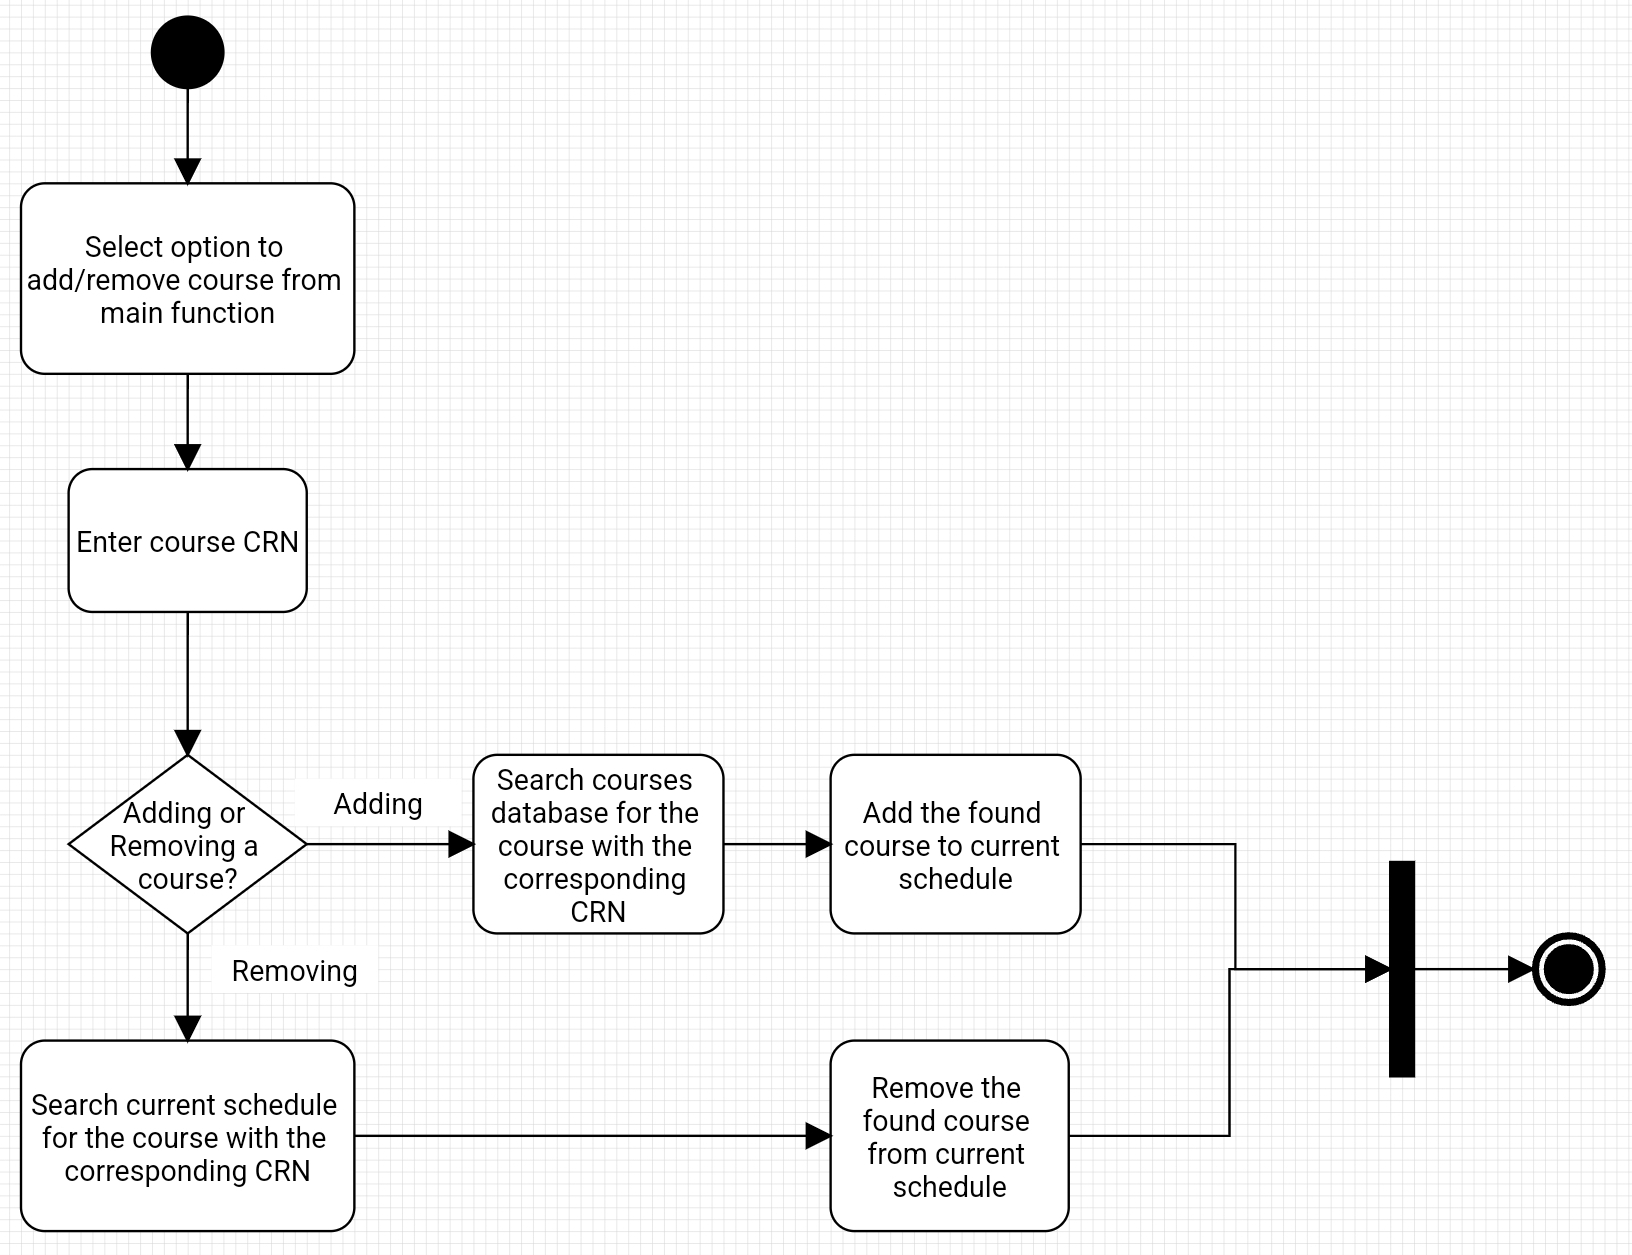 Select option to
add/remove course from
main function
Enter course CRN
Adding or
Removing a
course?
Adding
Search courses
database for the
course with the
corresponding
CRN
Add the found
course to current
schedule
Removing
Search current schedule
for the course with the
corresponding CRN
Remove the
found course
from current
schedule